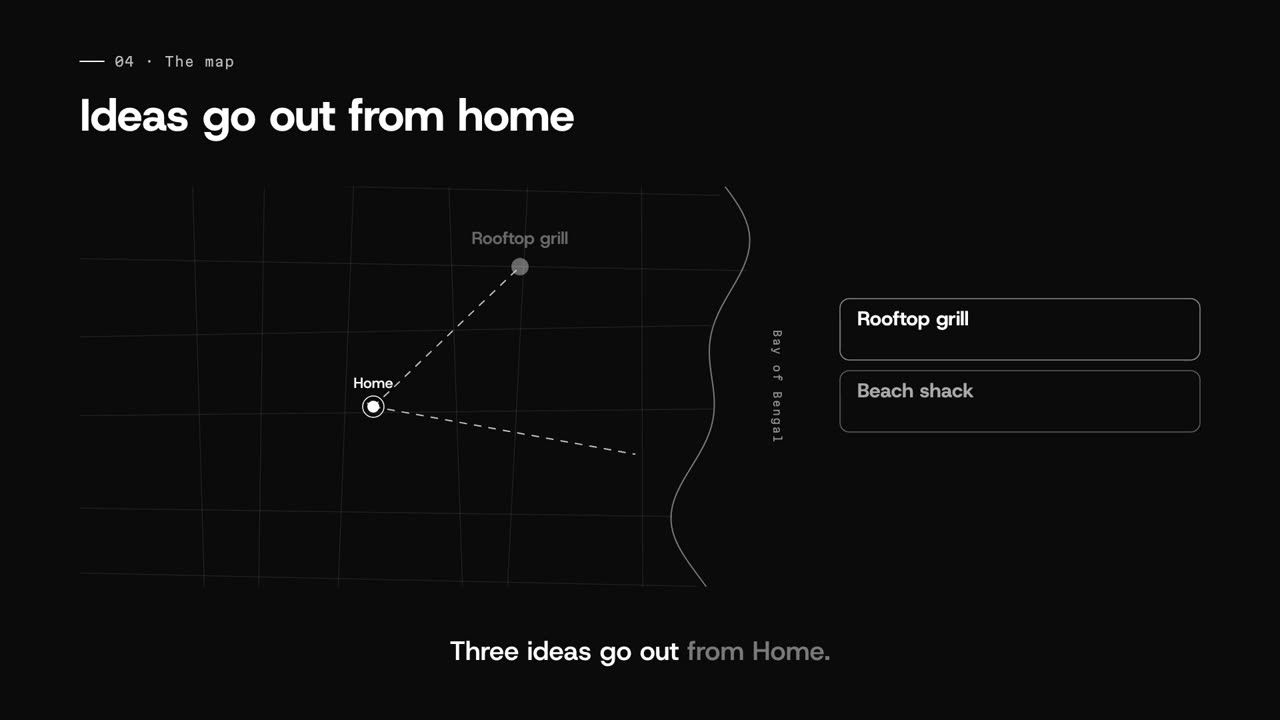 04 · The map
Ideas go out from home
Rooftop grill
Home
Bay of Bengal
Rooftop grill
Beach shack
Three ideas go out from Home.